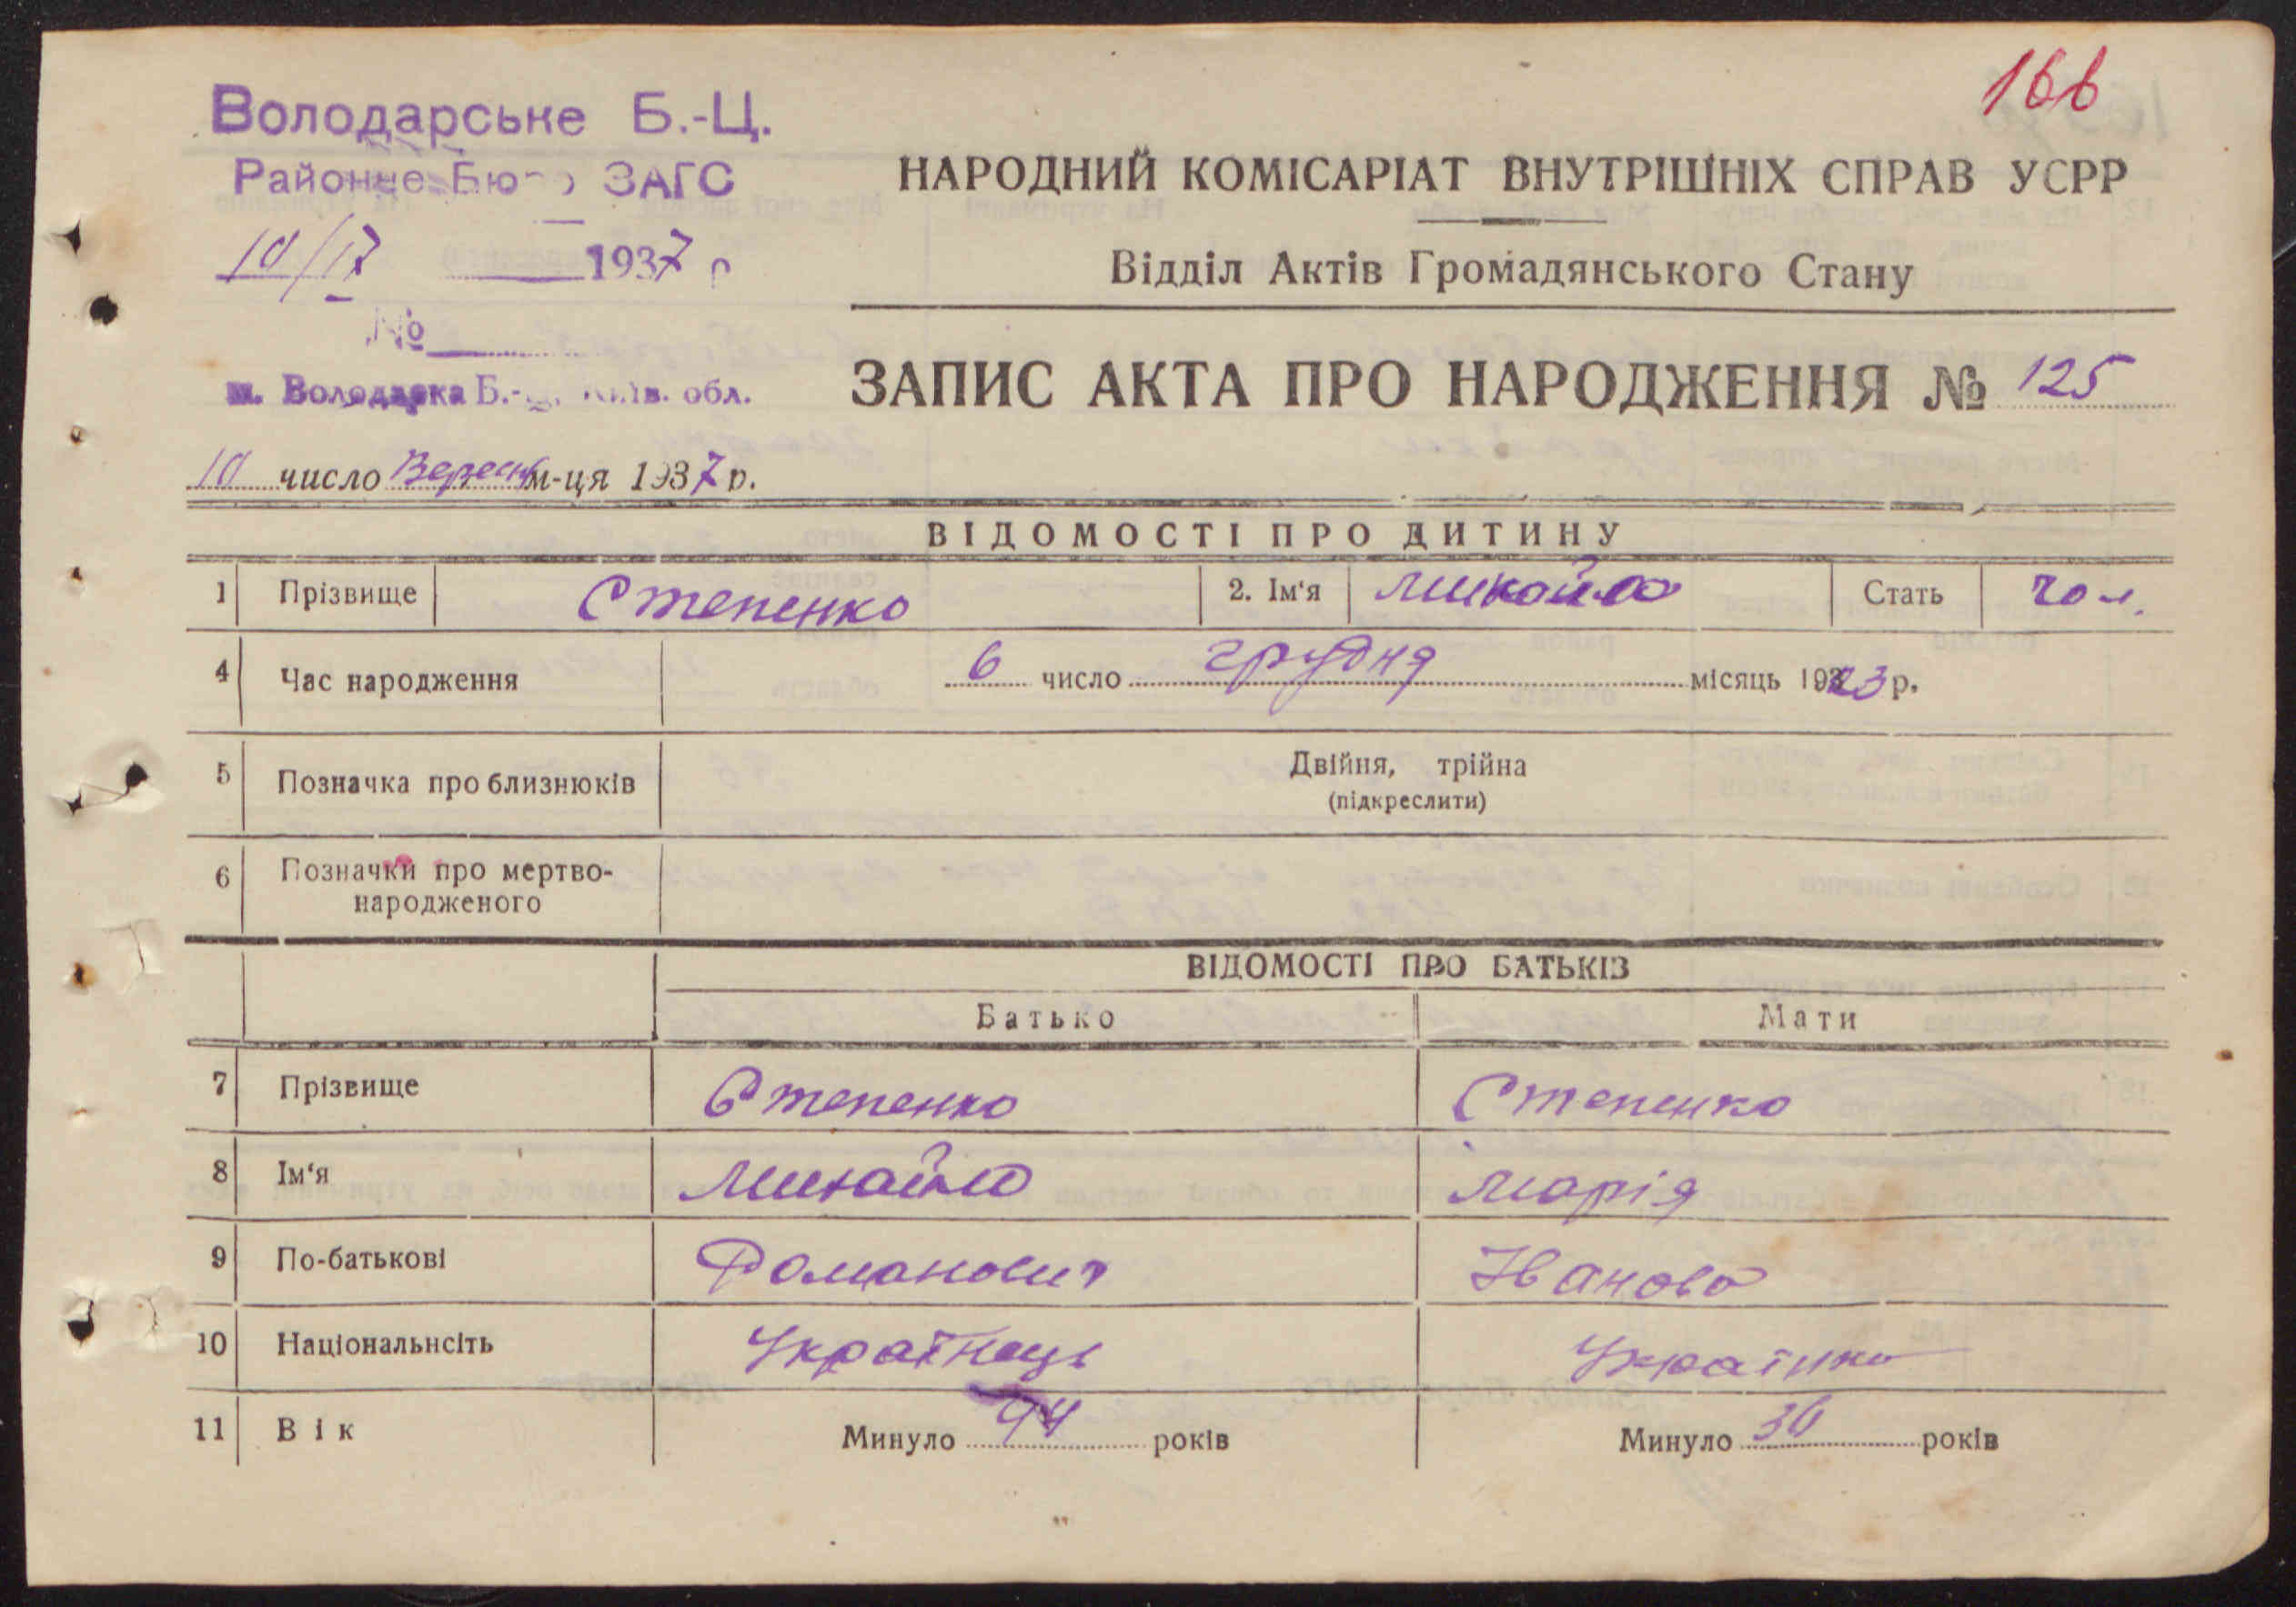 166
Володарське Б.-Ц.
Районне Бюро ЗАГС
1937 р
№
м. Володарка Б.-Ц. Київ. обл.
НАРОДНИЙ КОМІСАРІАТ ВНУТРІШНІХ СПРАВ УСРР
Відділ Актів Громадянського Стану
ЗАПИС АКТА ПРО НАРОДЖЕННЯ № 125
10 число Вересня м-ця 1937 р.
ВІДОМОСТІ ПРО ДИТИНУ
1 Прізвище Степенко 2. Ім'я Микола Стать чол.
4 Час народження 6 число грудня місяць 1923 р.
5 Позначка про близнюків Двійня, трійна
(підкреслити)
6 Позначки про мертво-
народженого
ВІДОМОСТІ ПРО БАТЬКІВ
Батько Мати
7 Прізвище Степенко Степенко
8 Ім'я Михайло Марія
9 По-батькові Романович Іванова
10 Національнсіть Українець Українка
11 Вік Минуло 44 років Минуло 36 років